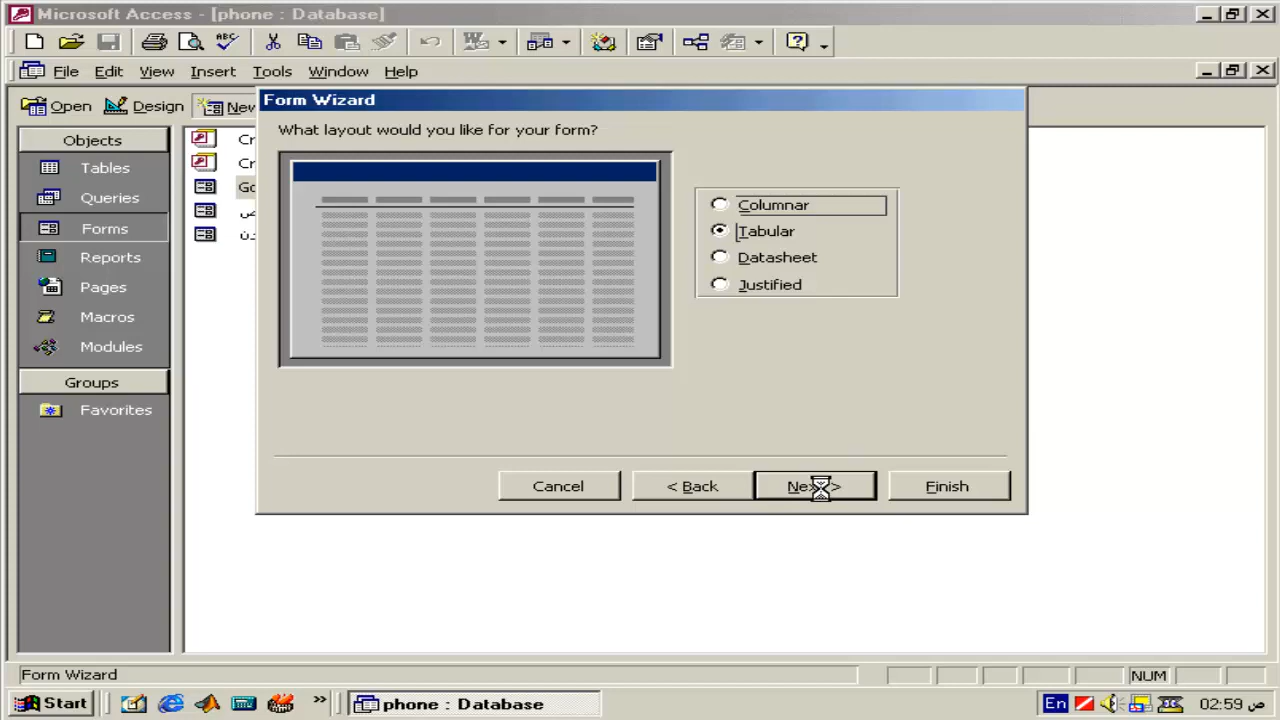 Microsoft Access - [phone : Database]
File Edit View Insert Tools Window Help
Open Design New
Form Wizard
What layout would you like for your form?
Columnar
Tabular
Datasheet
Justified
Cancel < Back Next > Finish
Objects
Tables
Queries
Forms
Reports
Pages
Macros
Modules
Groups
Favorites
Form Wizard NUM
Start » phone : Database En 02:59 ص